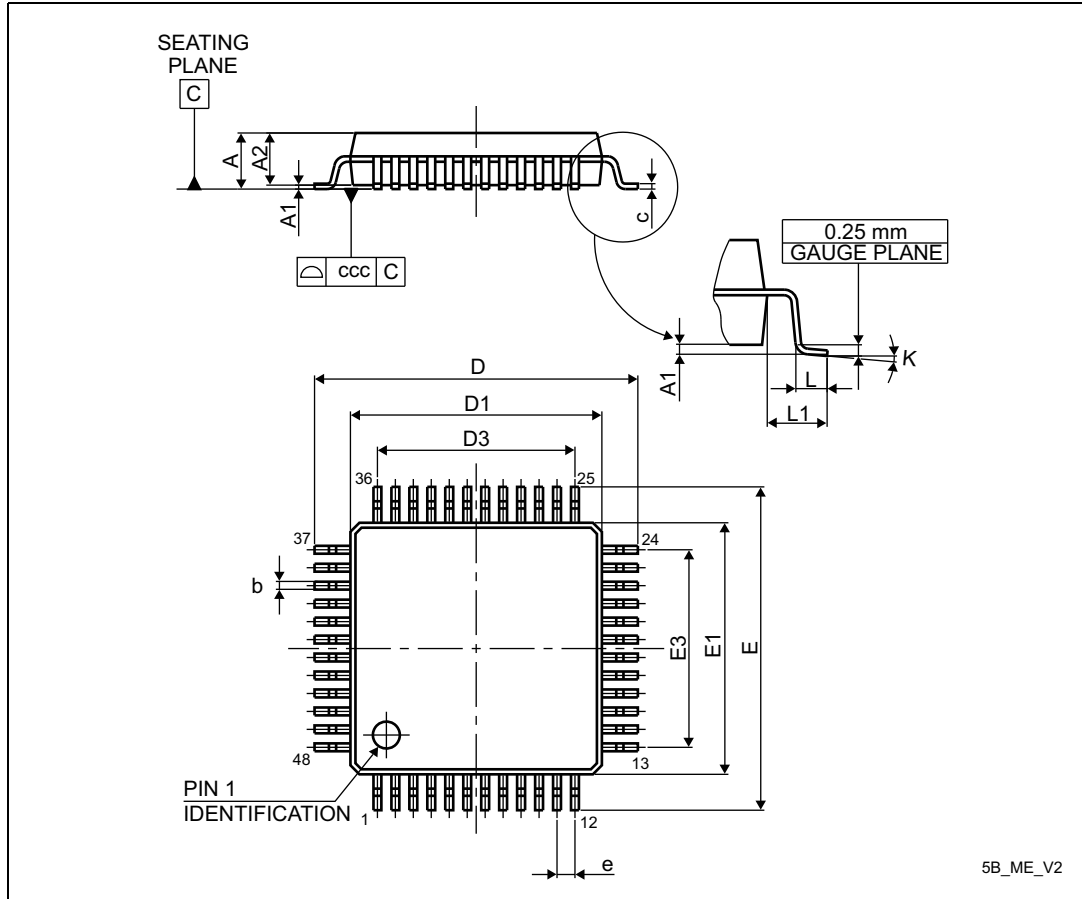 SEATING
PLANE
C
A
A2
A1
c
ccc C
0.25 mm
GAUGE PLANE
A1
K
L
L1
D
D1
D3
36
25
37
24
b
E3
E1
E
48
13
PIN 1
IDENTIFICATION
1
12
e
5B_ME_V2